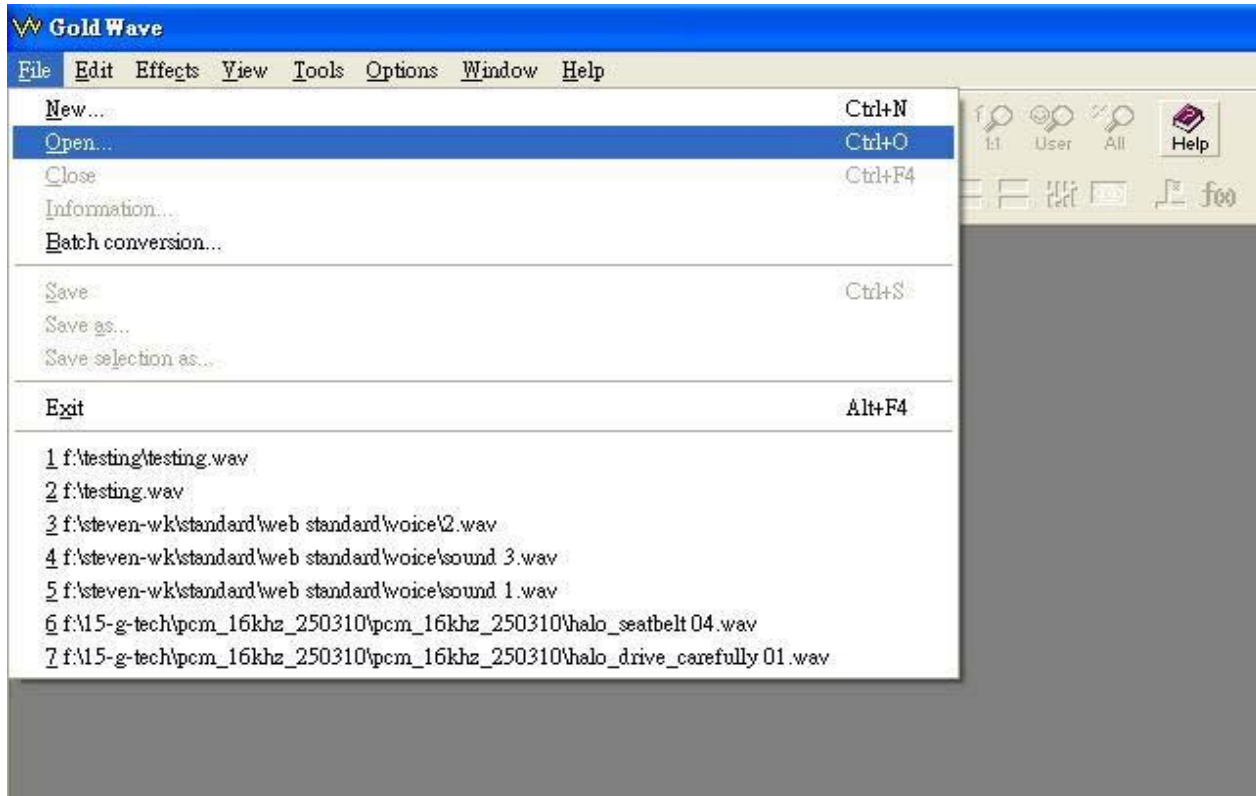 Gold Wave
File Edit Effects View Tools Options Window Help
New... Ctrl+N
Open... Ctrl+O
Close Ctrl+F4
Information...
Batch conversion...
Save Ctrl+S
Save as...
Save selection as...
Exit Alt+F4
1 f:\testing\testing.wav
2 f:\testing.wav
3 f:\steven-wk\standard\web standard\voice\2.wav
4 f:\steven-wk\standard\web standard\voice\sound 3.wav
5 f:\steven-wk\standard\web standard\voice\sound 1.wav
6 f:\15-g-tech\pcm_16khz_250310\pcm_16khz_250310\halo_seatbelt 04.wav
7 f:\15-g-tech\pcm_16khz_250310\pcm_16khz_250310\halo_drive_carefully 01.wav
1:1 User All Help
f(x)